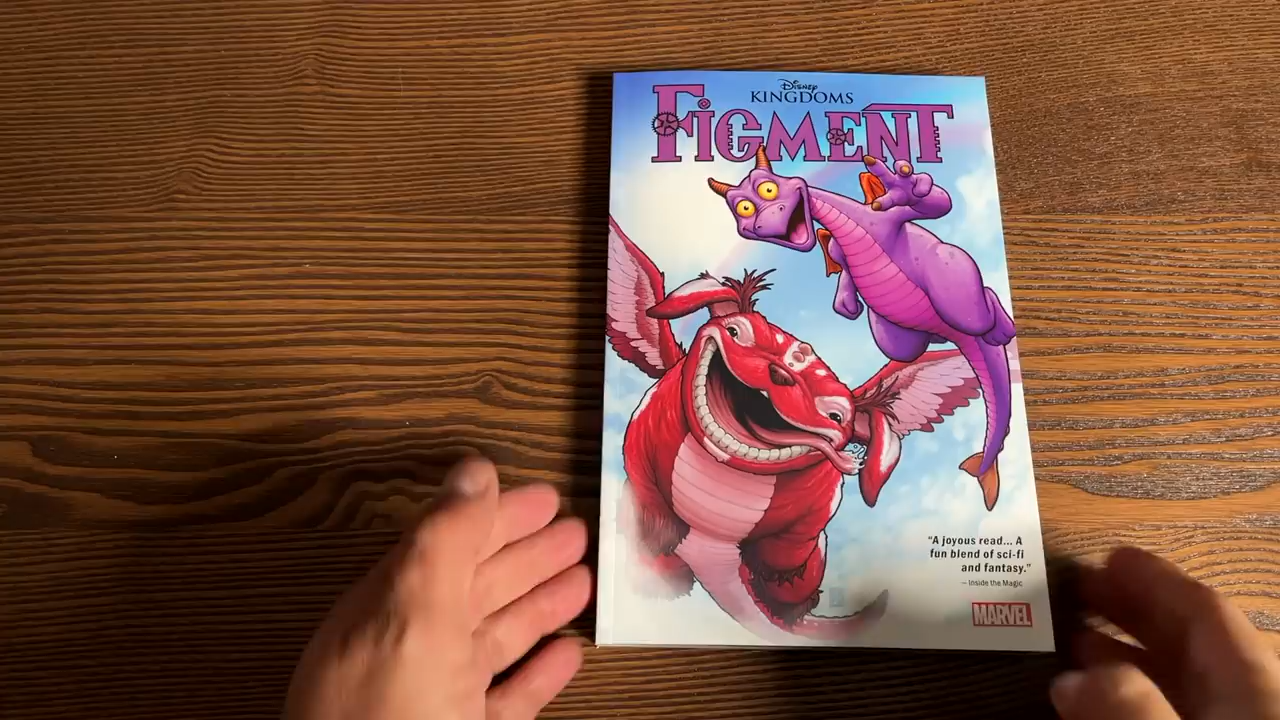 Disney
KINGDOMS
FIGMENT
"A joyous read... A
fun blend of sci-fi
and fantasy."
— Inside the Magic
MARVEL